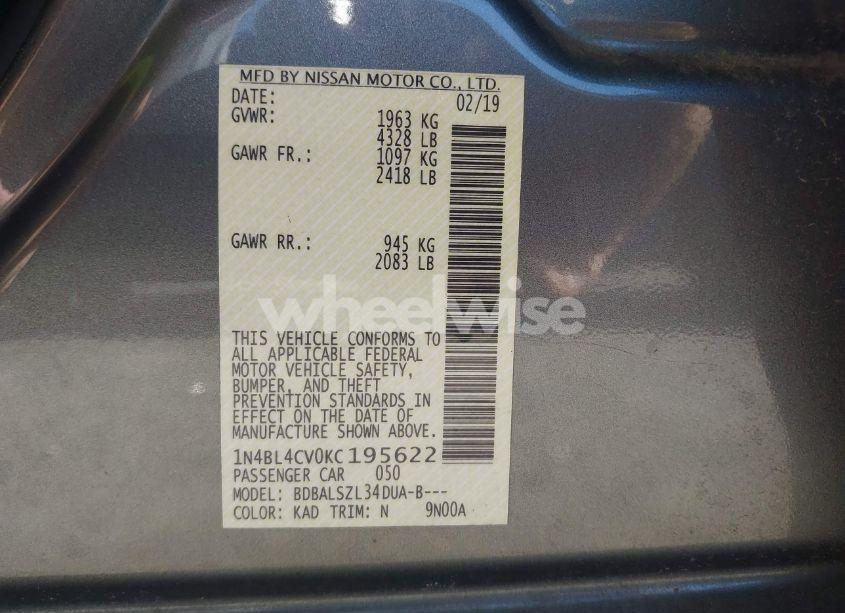 MFD BY NISSAN MOTOR CO., LTD.
DATE: 02/19
GVWR: 1963 KG
4328 LB
GAWR FR.: 1097 KG
2418 LB
GAWR RR.: 945 KG
2083 LB
wheelwise
THIS VEHICLE CONFORMS TO
ALL APPLICABLE FEDERAL
MOTOR VEHICLE SAFETY,
BUMPER, AND THEFT
PREVENTION STANDARDS IN
EFFECT ON THE DATE OF
MANUFACTURE SHOWN ABOVE.
1N4BL4CV0KC195622
PASSENGER CAR 050
MODEL: BDBALSZL34DUA-B---
COLOR: KAD TRIM: N 9N00A